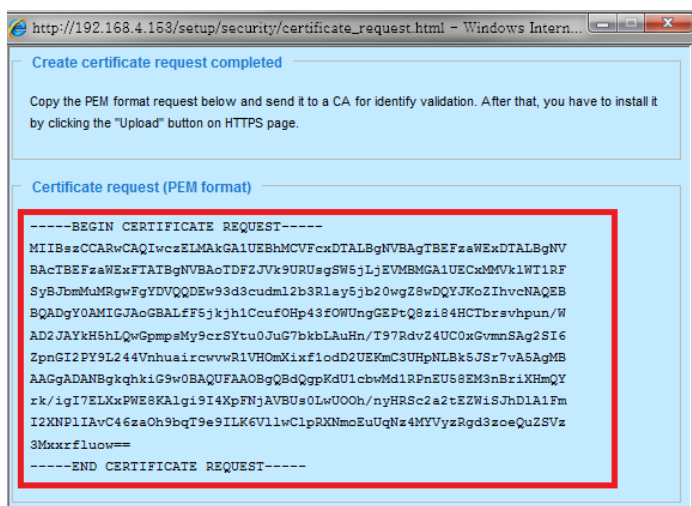 http://192.168.4.153/setup/security/certificate_request.html - Windows Intern...
Create certificate request completed
Copy the PEM format request below and send it to a CA for identify validation. After that, you have to install it
by clicking the "Upload" button on HTTPS page.
Certificate request (PEM format)
-----BEGIN CERTIFICATE REQUEST-----
MIIBszCCARwCAQIwczELMAkGA1UEBhMCVFcxDTALBgNVBAgTBEFzaWExDTALBgNV
BAcTBEFzaWExFTATBgNVBAoTDFZJVk9URUsgSW5jLjEVMBMGA1UECxMMVklWT1RF
SyBJbmMuMRgwFgYDVQQDEw93d3cudml2b3Rlay5jb20wgZ8wDQYJKoZIhvcNAQEB
BQADgY0AMIGJAoGBALfF5jkjh1CcufOHp43fOWUngGEPtQ8zi84HCTbrsvhpun/W
AD2JAYkH5hLQwGpmpsMy9crSYtu0JuG7bkbLAuHn/T97RdvZ4UC0xGvmnSAg2SI6
ZpnGI2PY9L244VnhuaircwvwR1VHOmXixf1odD2UEKmC3UHpNLBk5JSr7vA5AgMB
AAGgADANBgkqhkiG9w0BAQUFAAOBgQBdQgpKdU1cbwMd1RPnEU58EM3nBriXHmQY
rk/igI7ELXxPWE8KAlgi9I4XpFNjAVBUs0LwUOOh/nyHRSc2a2tEZWiSJhDlA1Fm
I2XNPlIAvC46zaOh9bqT9e9ILK6VllwClpRXNmoEuUqNz4MYVyzRgd3zoeQuZSVz
3Mxxrfluow==
-----END CERTIFICATE REQUEST-----